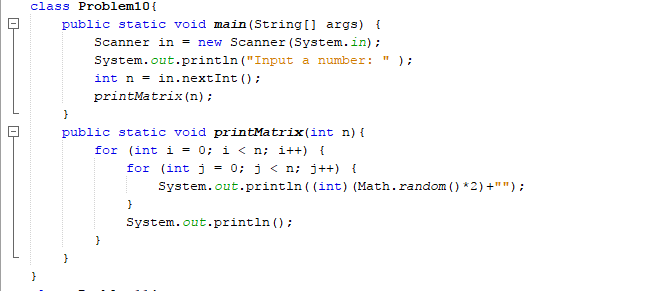 class Problem10{
public static void main(String[] args) {
Scanner in = new Scanner(System.in);
System.out.println("Input a number: " );
int n = in.nextInt();
printMatrix(n);
}
public static void printMatrix(int n){
for (int i = 0; i < n; i++) {
for (int j = 0; j < n; j++) {
System.out.println((int)(Math.random()*2)+"");
}
System.out.println();
}
}
}